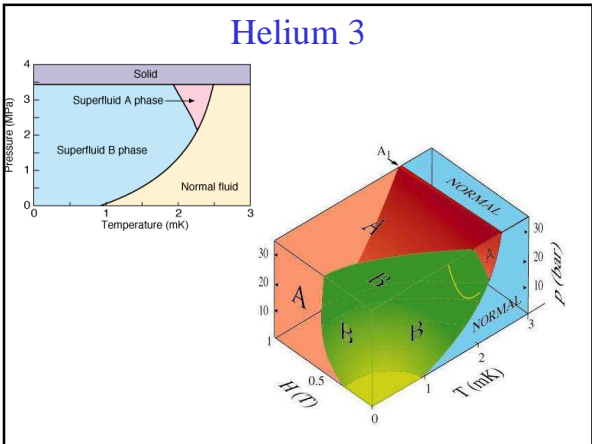 Helium 3
4
3
2
1
0
Pressure (MPa)
Solid
Superfluid A phase
Superfluid B phase
Normal fluid
0
1
2
3
Temperature (mK)
A₁
NORMAL
A
B
A
A
B
B
NORMAL
30
20
10
30
20
10
p (bar)
1
0.5
H (T)
0
1
2
3
T (mK)